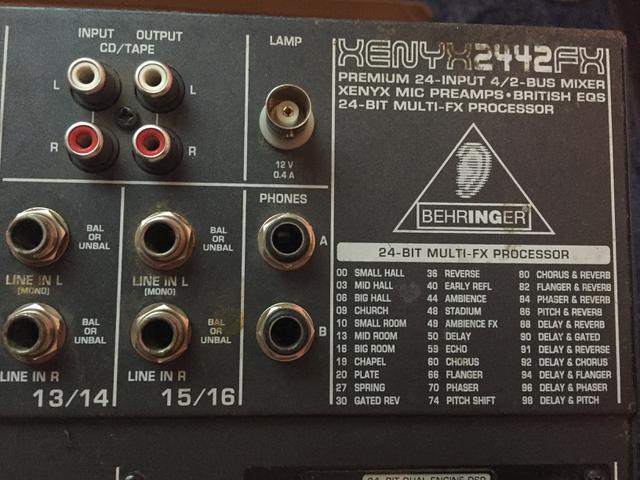 INPUT OUTPUT
CD/TAPE
L L
R R
LAMP
12 V
0.4 A
XENYX2442FX
PREMIUM 24-INPUT 4/2-BUS MIXER
XENYX MIC PREAMPS • BRITISH EQS
24-BIT MULTI-FX PROCESSOR
BEHRINGER
PHONES
A
B
BAL
OR
UNBAL
LINE IN L
(MONO)
BAL
OR
UNBAL
LINE IN R
13/14
BAL
OR
UNBAL
LINE IN L
(MONO)
BAL
OR
UNBAL
LINE IN R
15/16
24-BIT MULTI-FX PROCESSOR
00 SMALL HALL 36 REVERSE 80 CHORUS & REVERB
03 MID HALL 40 EARLY REFL 82 FLANGER & REVERB
06 BIG HALL 44 AMBIENCE 84 PHASER & REVERB
09 CHURCH 48 STADIUM 86 PITCH & REVERB
10 SMALL ROOM 49 AMBIENCE FX 88 DELAY & REVERB
13 MID ROOM 50 DELAY 90 DELAY & GATED
16 BIG ROOM 59 ECHO 91 DELAY & REVERSE
19 CHAPEL 60 CHORUS 92 DELAY & CHORUS
20 PLATE 66 FLANGER 94 DELAY & FLANGER
27 SPRING 70 PHASER 96 DELAY & PHASER
30 GATED REV 74 PITCH SHIFT 98 DELAY & PITCH
24-BIT DUAL ENGINE DSP